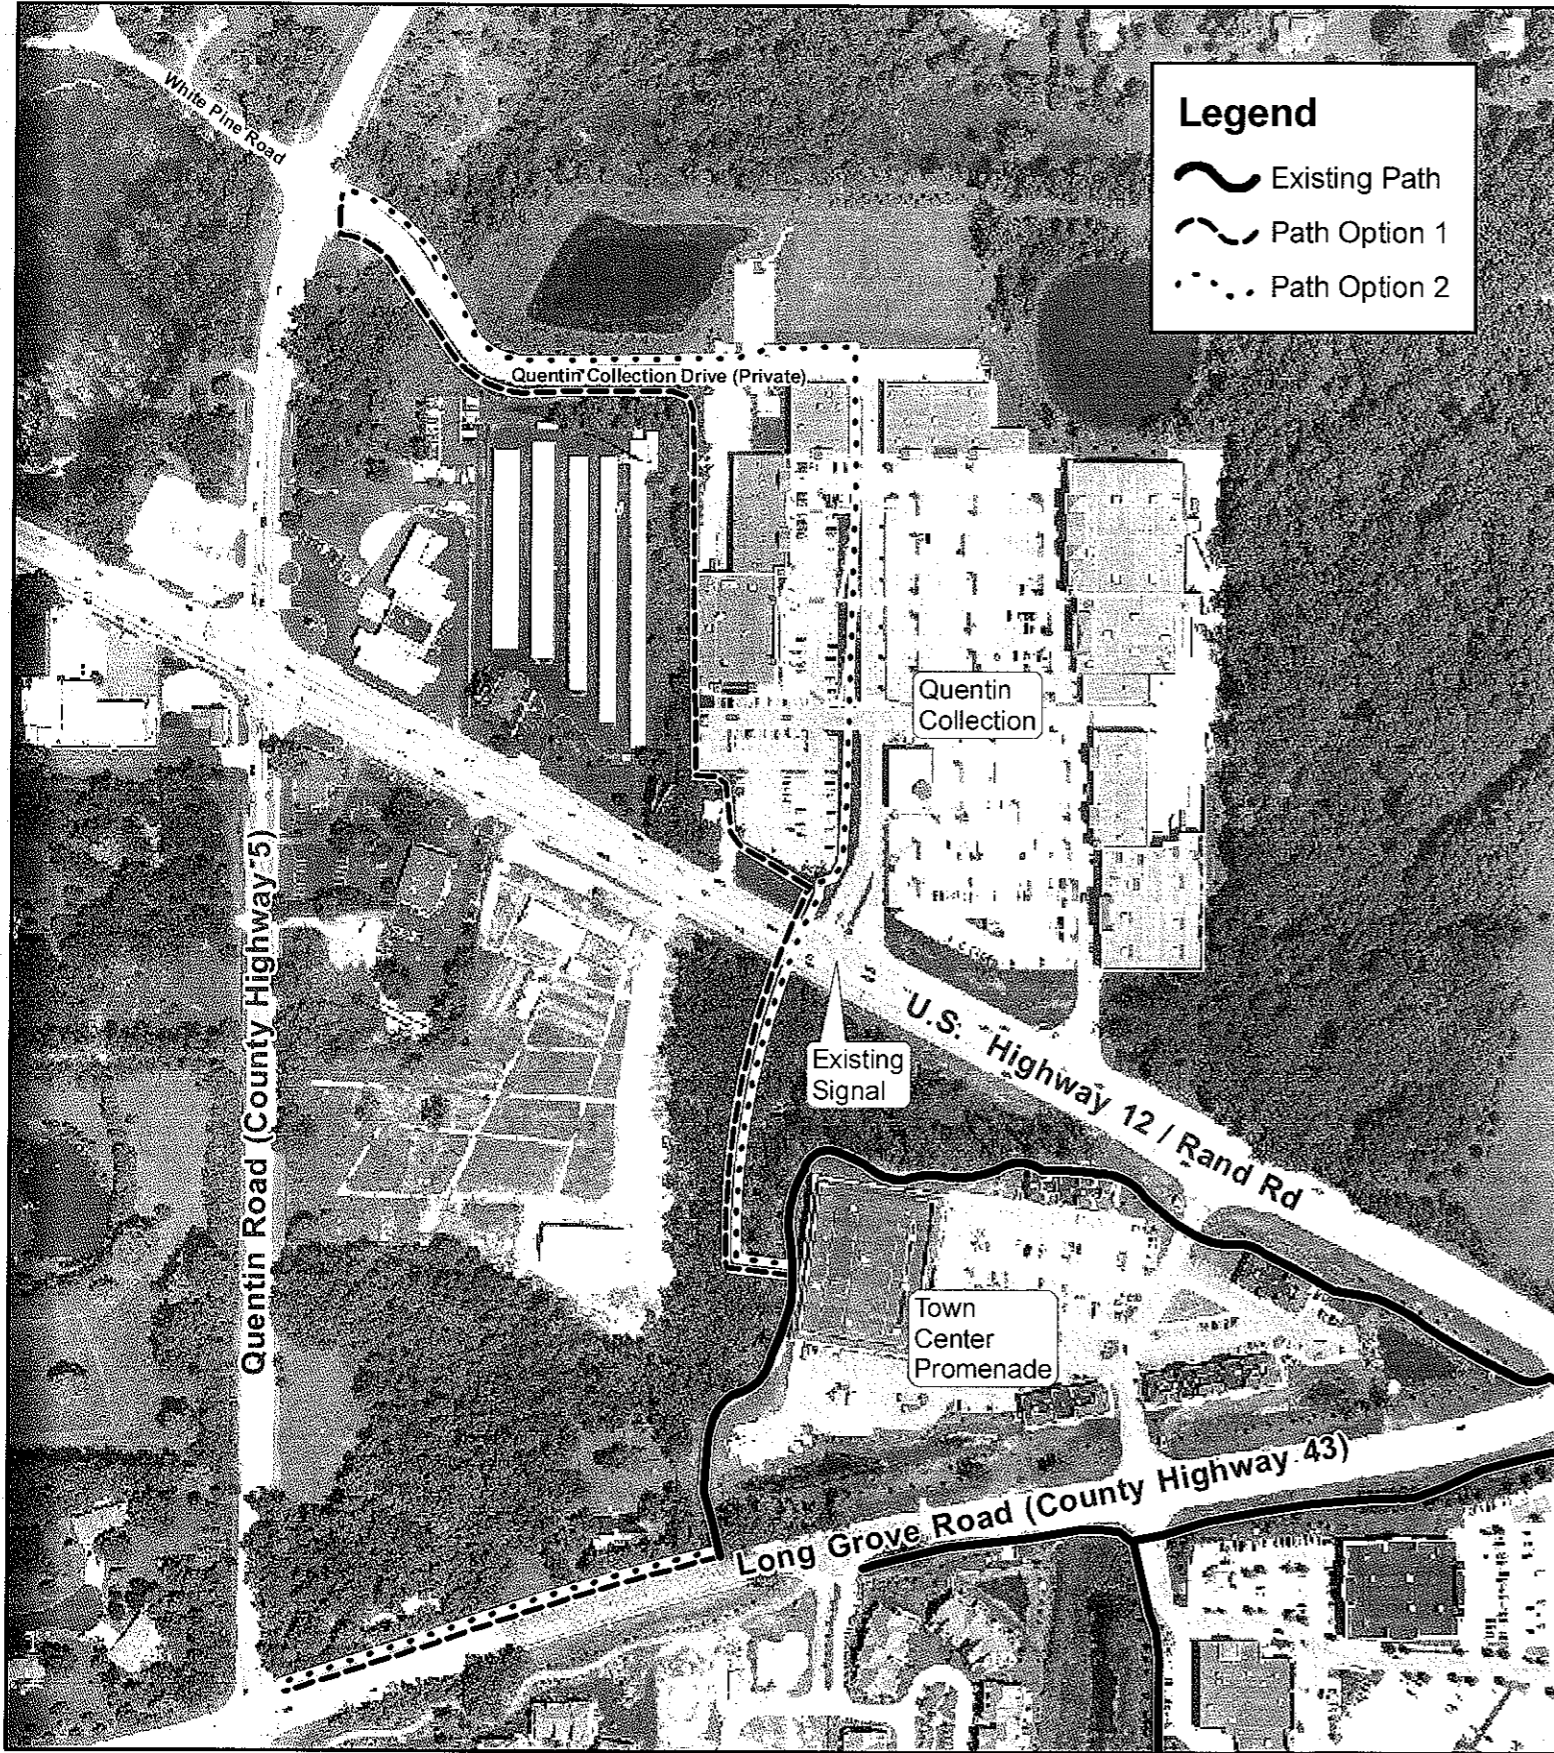 White Pine Road
Legend
Existing Path
Path Option 1
Path Option 2
Quentin Collection Drive (Private)
Quentin
Collection
Quentin Road (County Highway 5)
Existing
Signal
U.S. Highway 12 / Rand Rd
Town
Center
Promenade
Long Grove Road (County Highway 43)